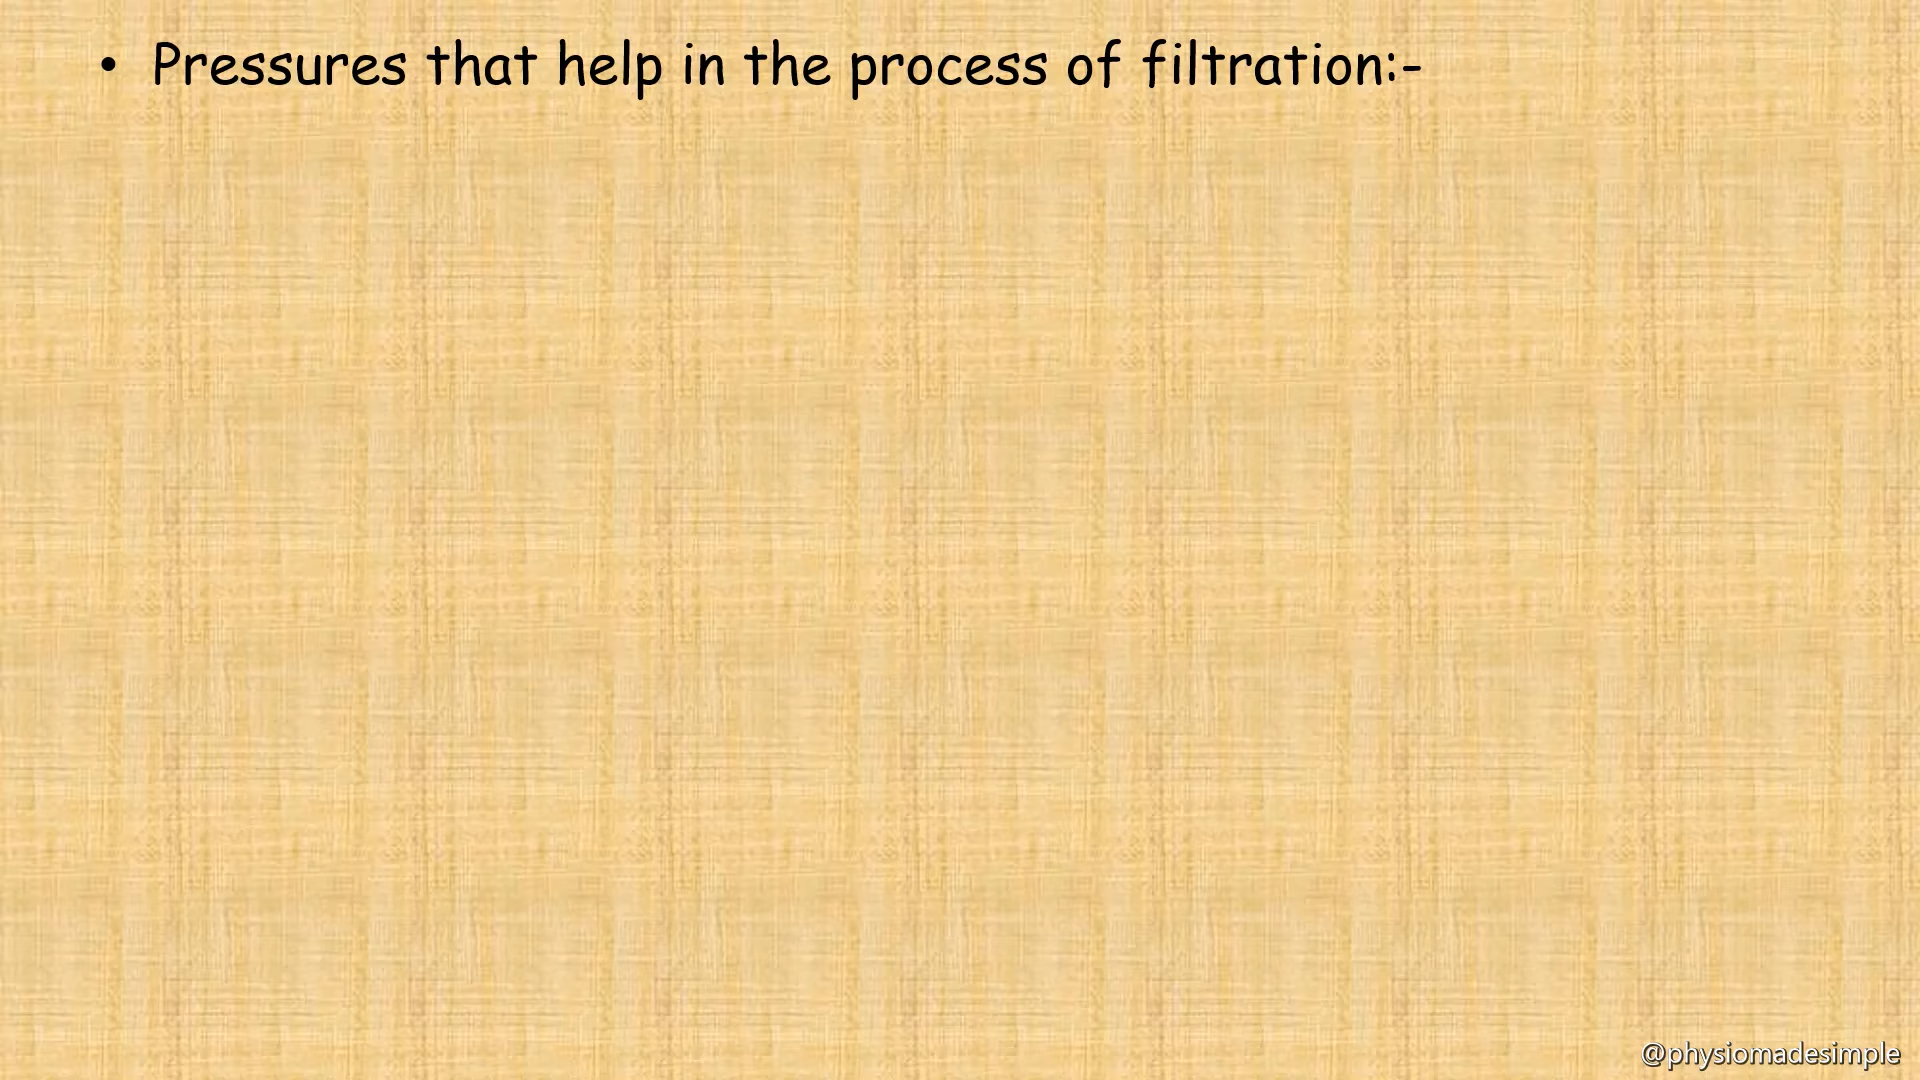 • Pressures that help in the process of filtration:-
@physiomadesimple